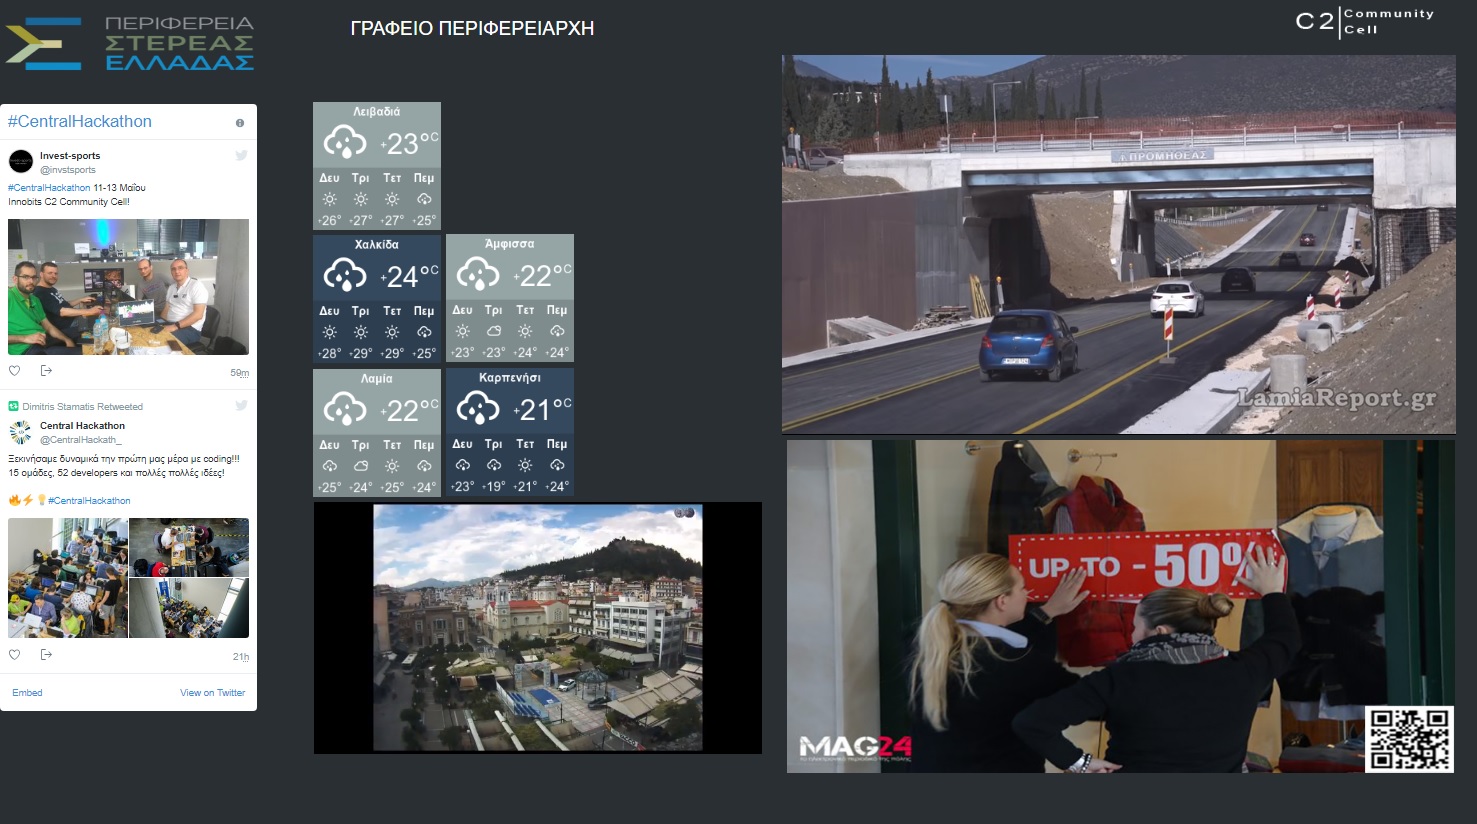 ΠΕΡΙΦΕΡΕΙΑ
ΣΤΕΡΕΑΣ
ΕΛΛΑΔΑΣ
ΓΡΑΦΕΙΟ ΠΕΡΙΦΕΡΕΙΑΡΧΗ
C2 Community
Cell
#CentralHackathon
Invest-sports
@invstsports
#CentralHackathon 11-13 Μαΐου
Innobits C2 Community Cell!
59m
Dimitris Stamatis Retweeted
Central Hackathon
@CentralHackath_
Ξεκινήσαμε δυναμικά την πρώτη μας μέρα με coding!!!
15 ομάδες, 52 developers και πολλές πολλές ιδέες!
🔥⚡💡#CentralHackathon
21h
Embed View on Twitter
Λειβαδιά
+23°C
Δευ Τρι Τετ Πεμ
+26° +27° +27° +25°
Χαλκίδα
+24°C
Δευ Τρι Τετ Πεμ
+28° +29° +29° +25°
Άμφισσα
+22°C
Δευ Τρι Τετ Πεμ
+23° +23° +24° +24°
Λαμία
+22°C
Δευ Τρι Τετ Πεμ
+25° +24° +25° +24°
Καρπενήσι
+21°C
Δευ Τρι Τετ Πεμ
+23° +19° +21° +24°
ΠΡΟΜΗΘΕΑΣ
LamiaReport.gr
UP TO - 50%
MAG24
το ηλεκτρονικό περιοδικό της πόλης